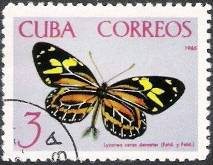 CUBA CORREOS
1965
Lycorea ceres demeter (Feld. y Feld.)
3 ¢